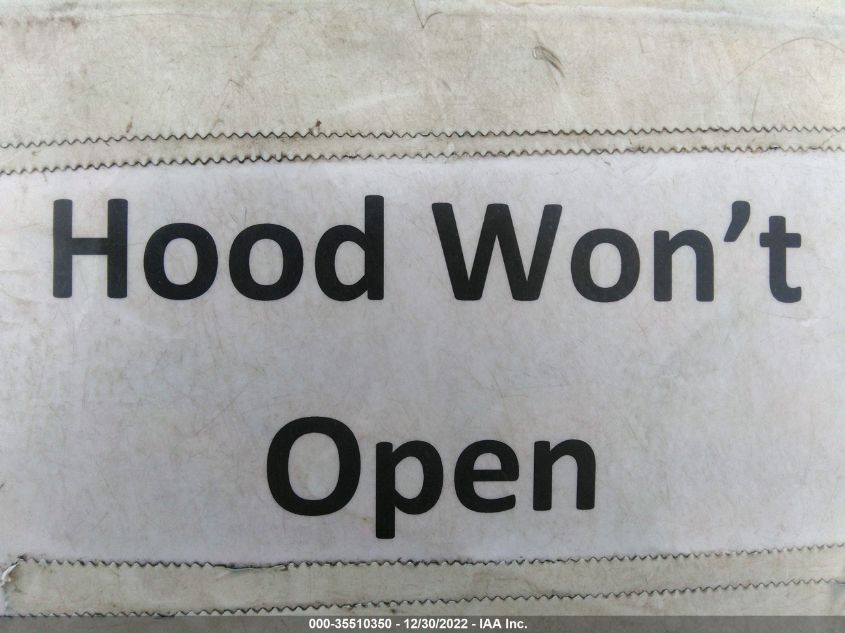 Hood Won’t
Open
000-35510350 - 12/30/2022 - IAA Inc.